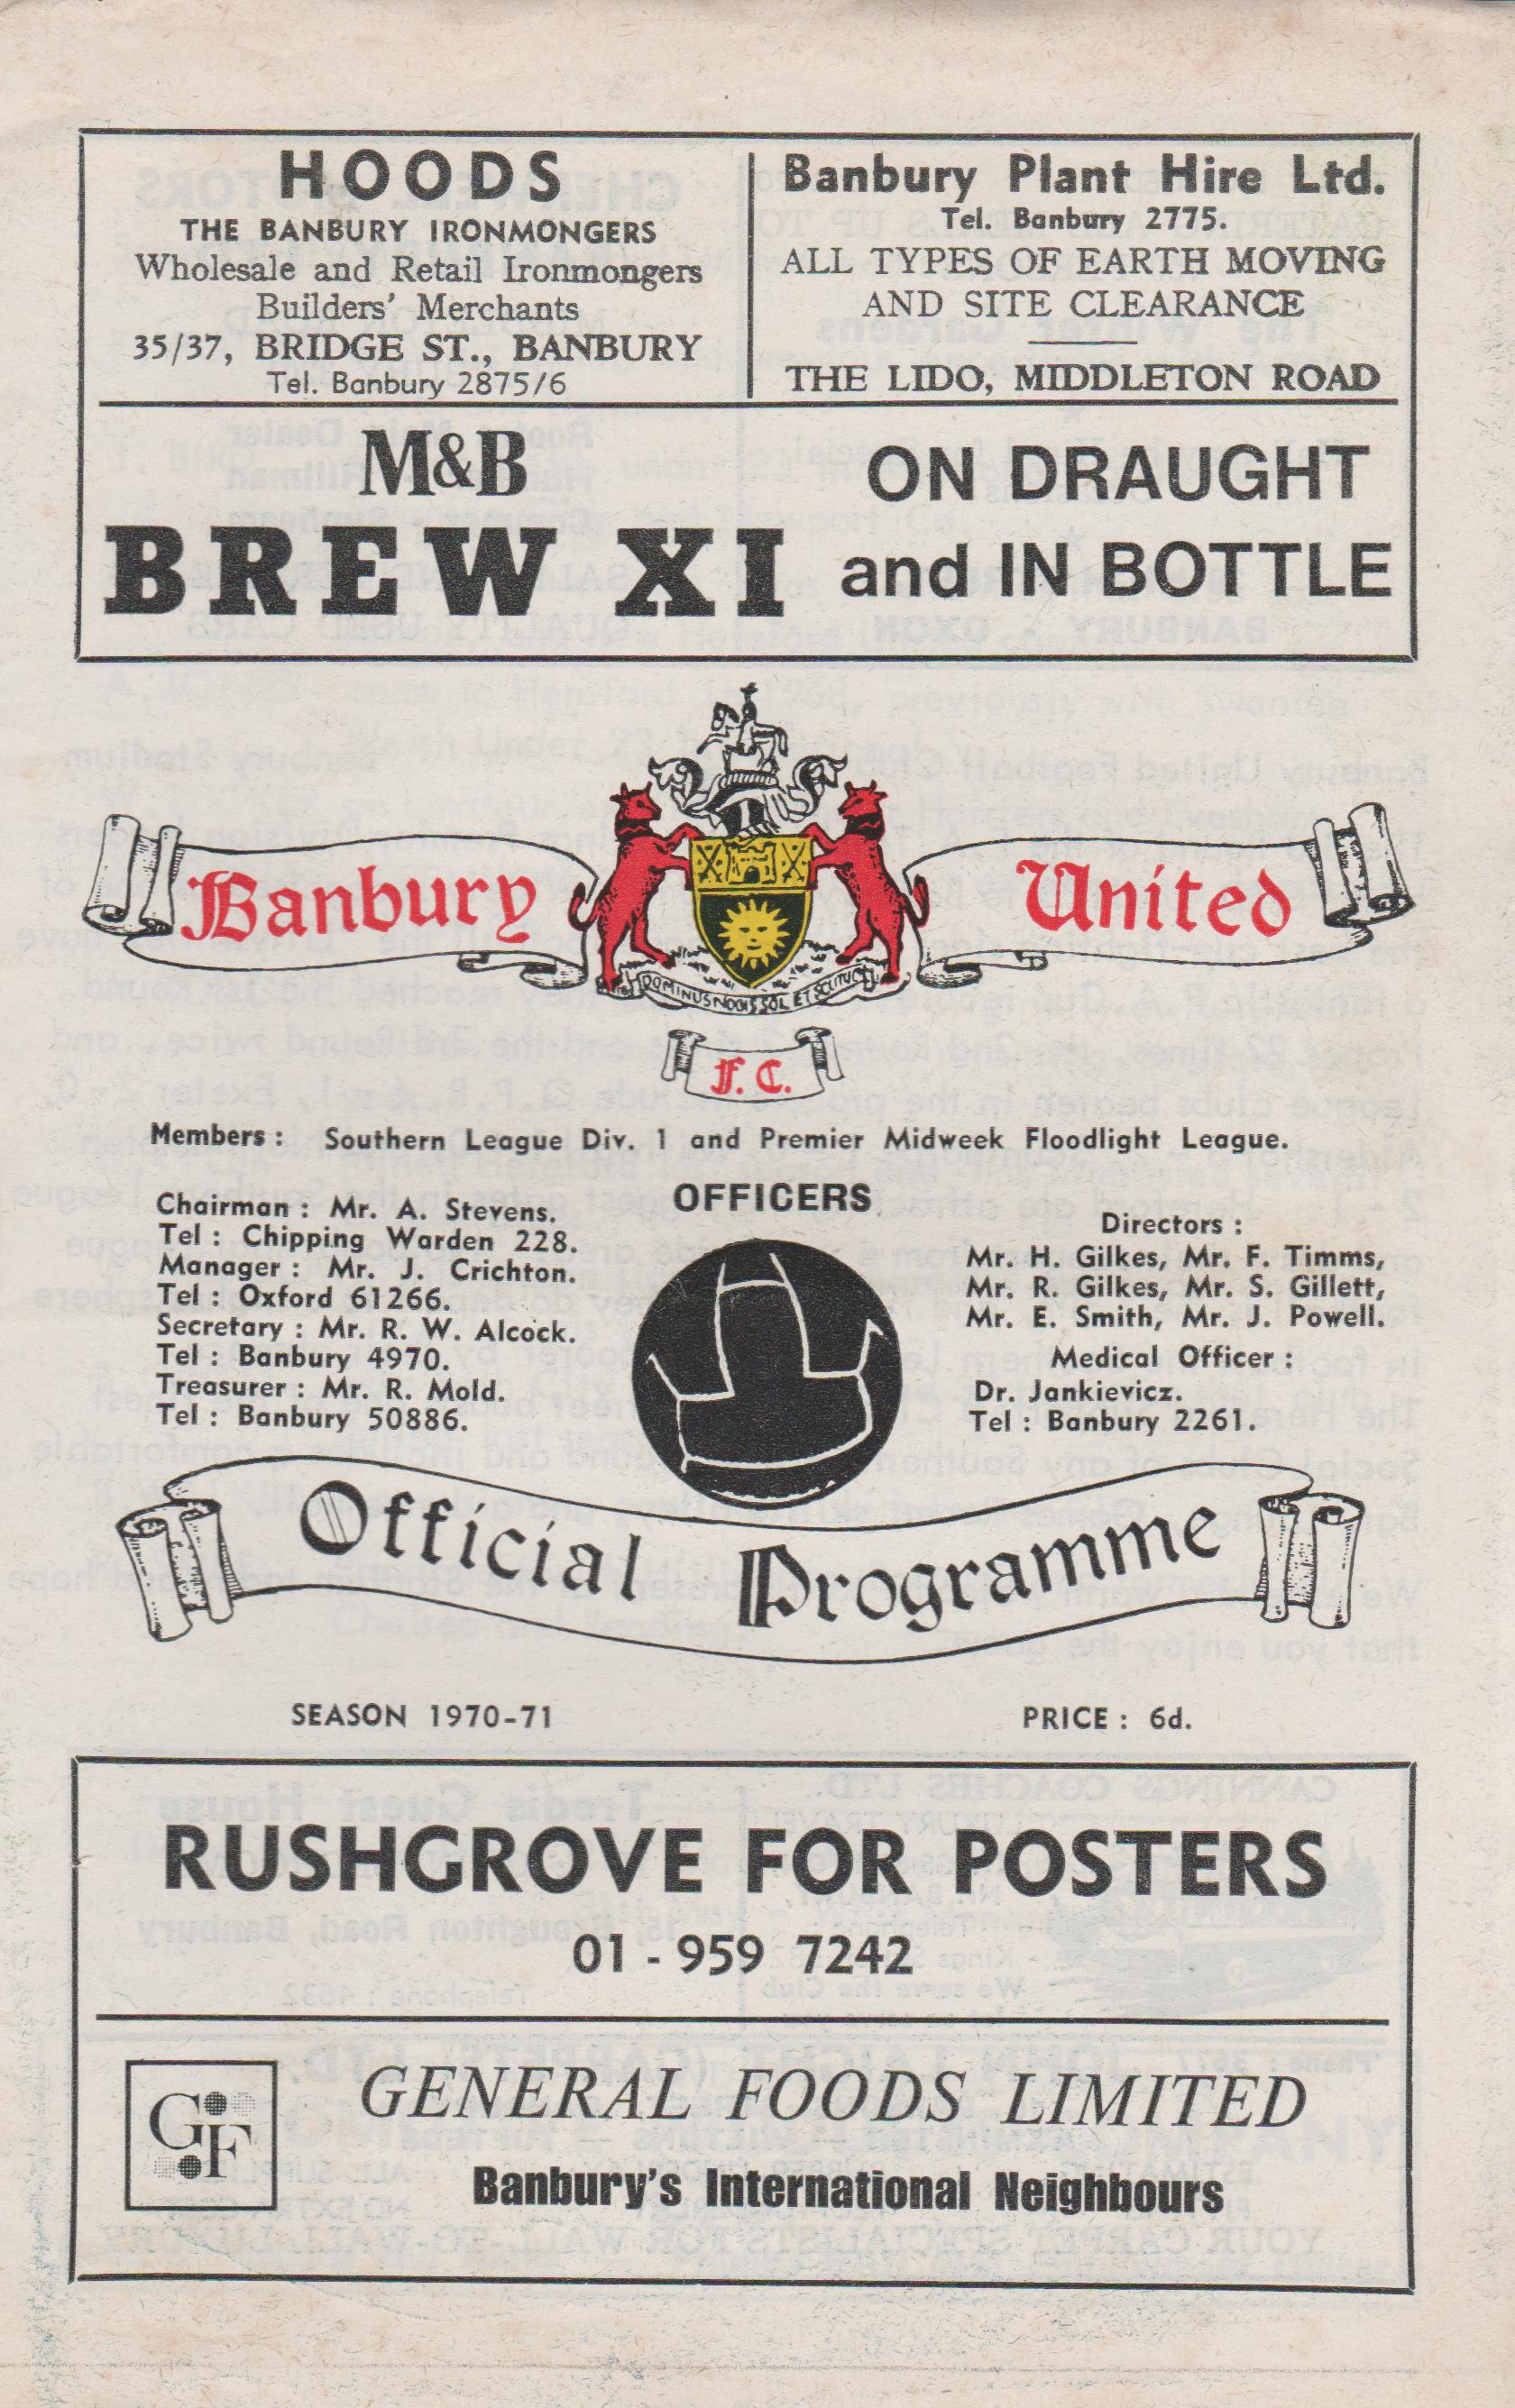 HOODS
THE BANBURY IRONMONGERS
Wholesale and Retail Ironmongers
Builders' Merchants
35/37, BRIDGE ST., BANBURY
Tel. Banbury 2875/6
Banbury Plant Hire Ltd.
Tel. Banbury 2775.
ALL TYPES OF EARTH MOVING
AND SITE CLEARANCE
THE LIDO, MIDDLETON ROAD
M&B
BREW XI
ON DRAUGHT
and IN BOTTLE
Banbury United
DOMINUS NOBIS SOL ET SCUTUM
F.C.
Members : Southern League Div. 1 and Premier Midweek Floodlight League.
OFFICERS
Chairman : Mr. A. Stevens.
Tel : Chipping Warden 228.
Manager : Mr. J. Crichton.
Tel : Oxford 61266.
Secretary : Mr. R. W. Alcock.
Tel : Banbury 4970.
Treasurer : Mr. R. Mold.
Tel : Banbury 50886.
Directors :
Mr. H. Gilkes, Mr. F. Timms,
Mr. R. Gilkes, Mr. S. Gillett,
Mr. E. Smith, Mr. J. Powell.
Medical Officer :
Dr. Jankievicz.
Tel : Banbury 2261.
Official Programme
SEASON 1970-71
PRICE : 6d.
RUSHGROVE FOR POSTERS
01 - 959 7242
GF
GENERAL FOODS LIMITED
Banbury's International Neighbours